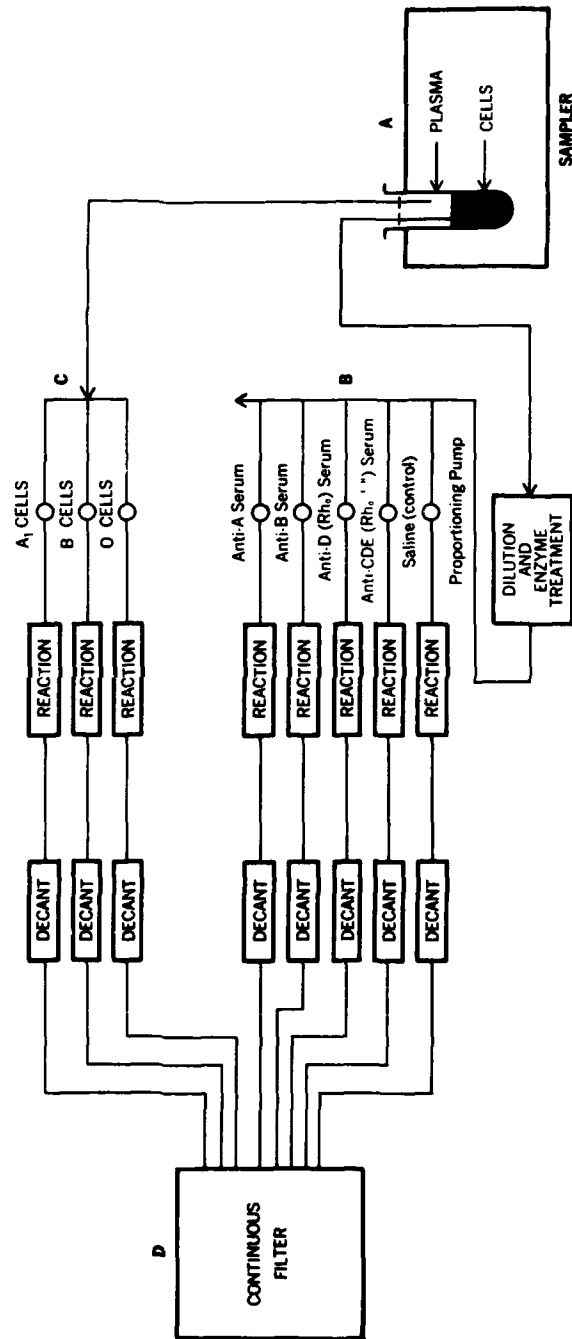 A
PLASMA
CELLS
SAMPLER
C
A₁ CELLS
B CELLS
O CELLS
REACTION
REACTION
REACTION
DECANT
DECANT
DECANT
B
Anti-A Serum
Anti-B Serum
Anti-D (Rh₀) Serum
Anti-CDE (Rh₀ ' ") Serum
Saline (control)
Proportioning Pump
REACTION
REACTION
REACTION
REACTION
REACTION
DECANT
DECANT
DECANT
DECANT
DECANT
DILUTION
AND
ENZYME
TREATMENT
D
CONTINUOUS
FILTER